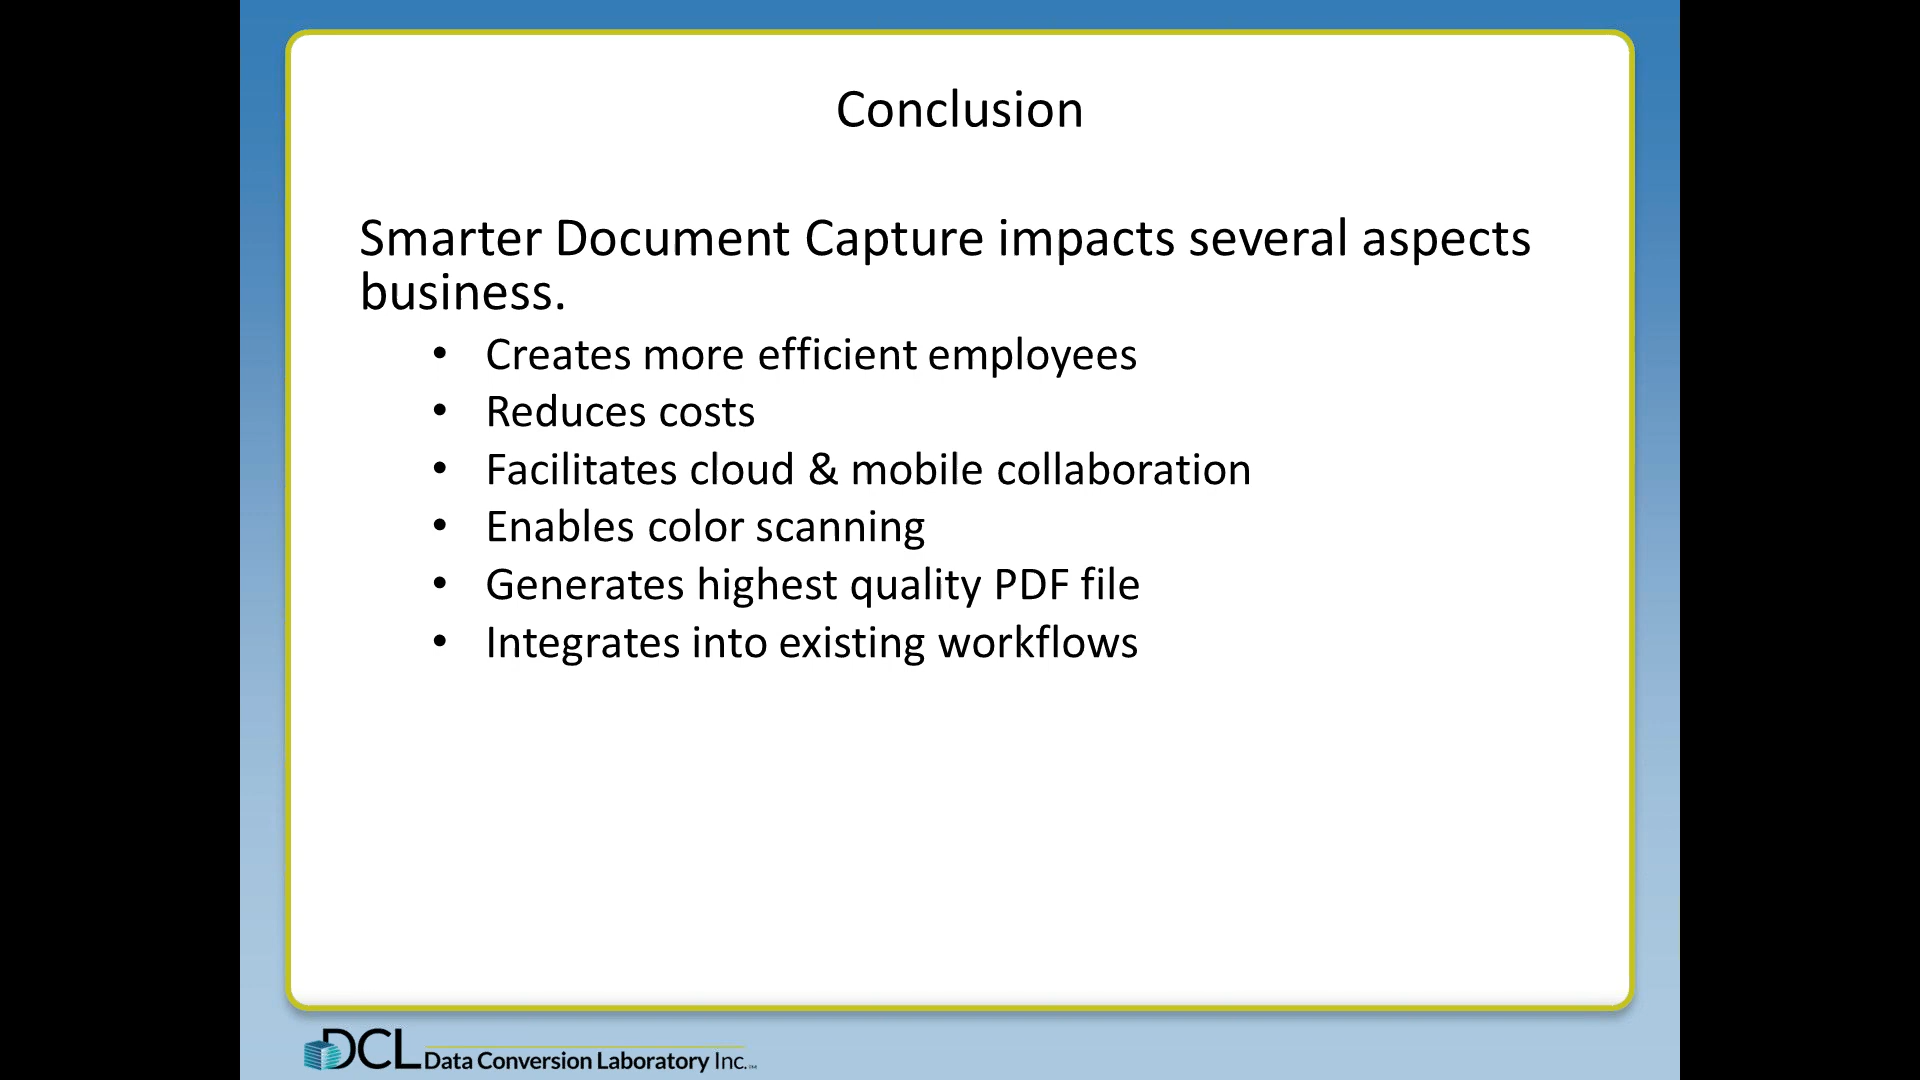 Conclusion
Smarter Document Capture impacts several aspects
business.
• Creates more efficient employees
• Reduces costs
• Facilitates cloud & mobile collaboration
• Enables color scanning
• Generates highest quality PDF file
• Integrates into existing workflows
DCL Data Conversion Laboratory Inc.™